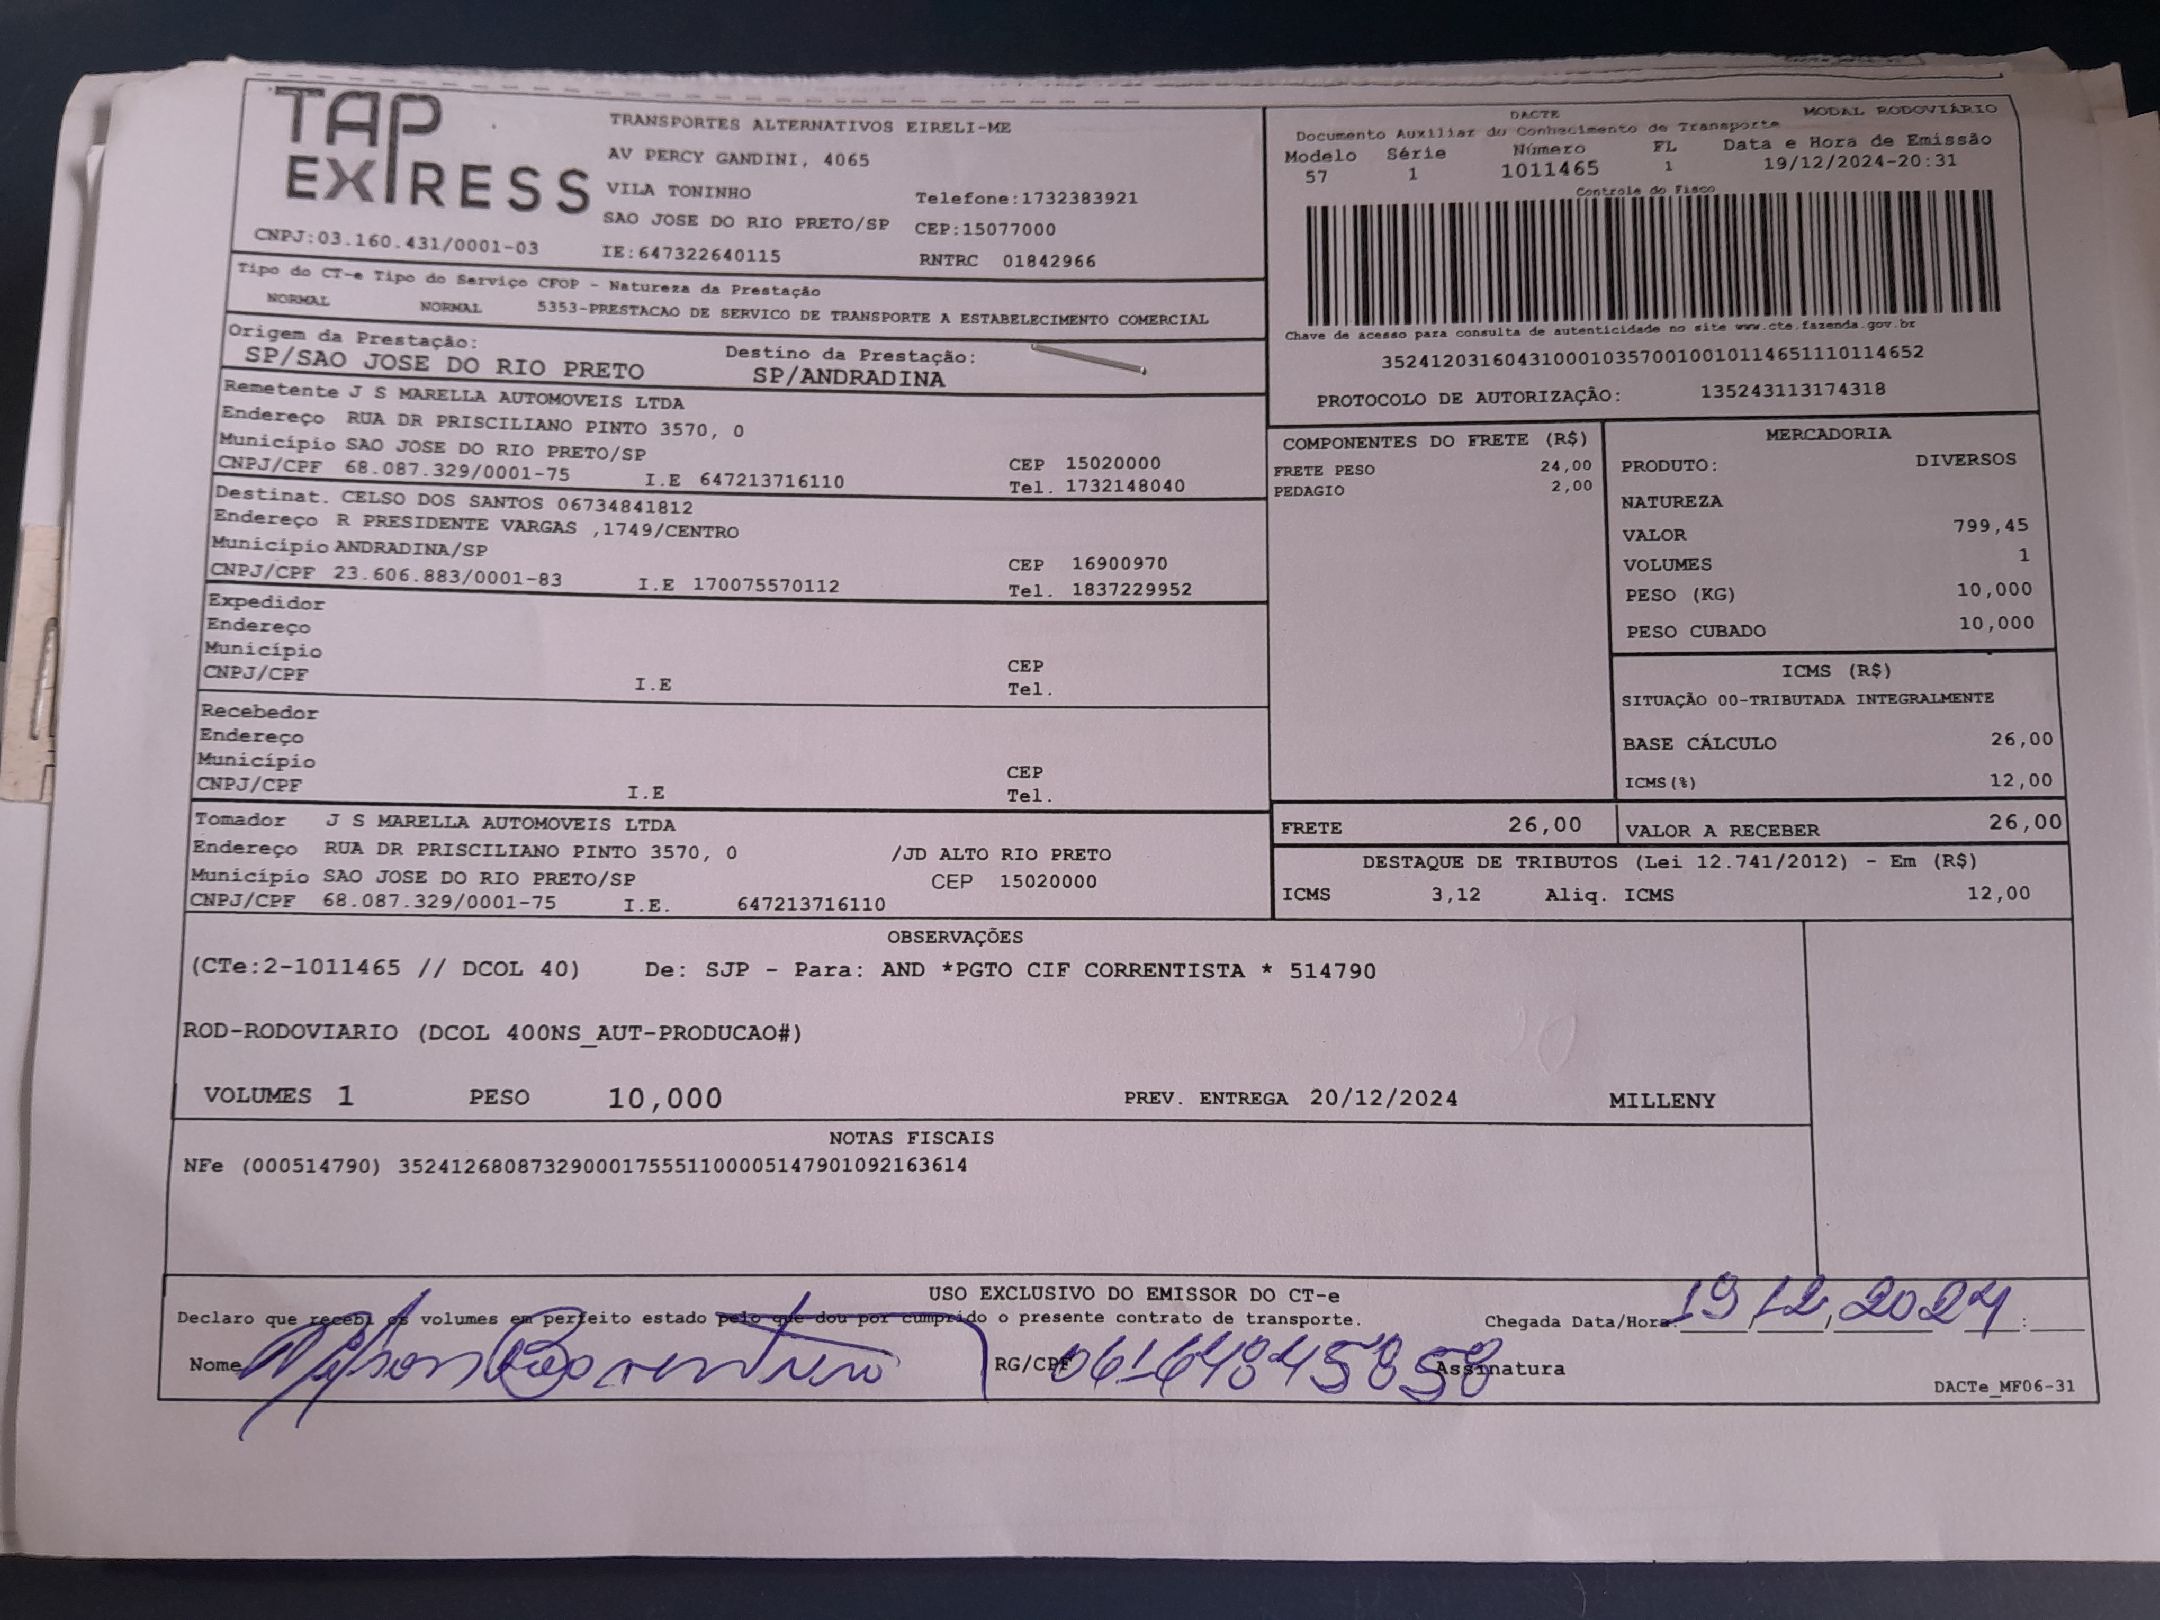 TAP EXPRESS
CNPJ:03.160.431/0001-03
TRANSPORTES ALTERNATIVOS EIRELI-ME
AV PERCY GANDINI, 4065
VILA TONINHO Telefone:1732383921
SAO JOSE DO RIO PRETO/SP CEP:15077000
IE:647322640115 RNTRC 01842966
DACTE MODAL RODOVIÁRIO
Documento Auxiliar do Conhecimento de Transporte
Modelo Série Número FL Data e Hora de Emissão
57 1 1011465 1 19/12/2024-20:31
Controle do Fisco
Chave de acesso para consulta de autenticidade no site www.cte.fazenda.gov.br
35241203160431000103570010010114651110114652
PROTOCOLO DE AUTORIZAÇÃO: 135243113174318
Tipo do CT-e Tipo do Serviço CFOP - Natureza da Prestação
NORMAL NORMAL 5353-PRESTACAO DE SERVICO DE TRANSPORTE A ESTABELECIMENTO COMERCIAL
Origem da Prestação: Destino da Prestação:
SP/SAO JOSE DO RIO PRETO SP/ANDRADINA
Remetente J S MARELLA AUTOMOVEIS LTDA
Endereço RUA DR PRISCILIANO PINTO 3570, 0
Município SAO JOSE DO RIO PRETO/SP CEP 15020000
CNPJ/CPF 68.087.329/0001-75 I.E 647213716110 Tel. 1732148040
Destinat. CELSO DOS SANTOS 06734841812
Endereço R PRESIDENTE VARGAS ,1749/CENTRO
Município ANDRADINA/SP CEP 16900970
CNPJ/CPF 23.606.883/0001-83 I.E 170075570112 Tel. 1837229952
Expedidor
Endereço
Município CEP
CNPJ/CPF I.E Tel.
Recebedor
Endereço
Município CEP
CNPJ/CPF I.E Tel.
Tomador J S MARELLA AUTOMOVEIS LTDA
Endereço RUA DR PRISCILIANO PINTO 3570, 0 /JD ALTO RIO PRETO
Município SAO JOSE DO RIO PRETO/SP CEP 15020000
CNPJ/CPF 68.087.329/0001-75 I.E. 647213716110
COMPONENTES DO FRETE (R$)
FRETE PESO 24,00
PEDAGIO 2,00
MERCADORIA
PRODUTO: DIVERSOS
NATUREZA
VALOR 799,45
VOLUMES 1
PESO (KG) 10,000
PESO CUBADO 10,000
ICMS (R$)
SITUAÇÃO 00-TRIBUTADA INTEGRALMENTE
BASE CÁLCULO 26,00
ICMS(%) 12,00
FRETE 26,00 VALOR A RECEBER 26,00
DESTAQUE DE TRIBUTOS (Lei 12.741/2012) - Em (R$)
ICMS 3,12 Aliq. ICMS 12,00
OBSERVAÇÕES
(CTe:2-1011465 // DCOL 40) De: SJP - Para: AND *PGTO CIF CORRENTISTA * 514790
ROD-RODOVIARIO (DCOL 400NS_AUT-PRODUCAO#)
VOLUMES 1 PESO 10,000 PREV. ENTREGA 20/12/2024 MILLENY
NOTAS FISCAIS
NFe (000514790) 35241268087329000175551100005147901092163614
USO EXCLUSIVO DO EMISSOR DO CT-e
Declaro que recebi os volumes em perfeito estado pelo que dou por cumprido o presente contrato de transporte. Chegada Data/Hora: 19 12 2024 :
Nome RG/CPF 06164845858 Assinatura
DACTe_MF06-31